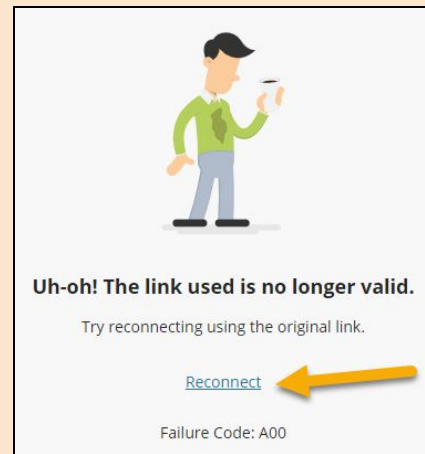 Uh-oh! The link used is no longer valid.
Try reconnecting using the original link.
Reconnect
Failure Code: A00